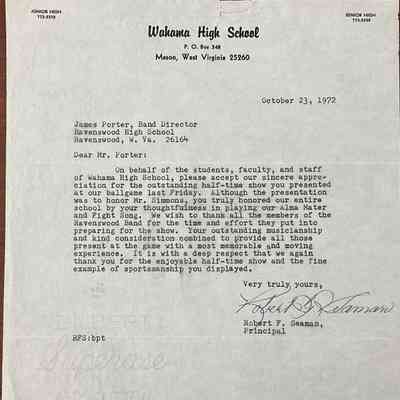 JUNIOR HIGH
SENIOR HIGH
Wahama High School
P. O. Box 348
Mason, West Virginia 25260
October 23, 1972
James Porter, Band Director
Ravenswood High School
Ravenswood, W. Va. 26164
Dear Mr. Porter:
On behalf of the students, faculty, and staff
of Wahama High School, please accept our sincere appre-
ciation for the outstanding half-time show you presented
at our ballgame last Friday. Although the presentation
was to honor Mr. Simmons, you truly honored our entire
school by your thoughtfulness in playing our Alma Mater
and Fight Song. We wish to thank all the members of the
Ravenswood Band for the time and effort they put into
preparing for the show. Your outstanding musicianship
and kind consideration combined to provide all those
present at the game with a most memorable and moving
experience. It is with a deep respect that we again
thank you for the enjoyable half-time show and the fine
example of sportsmanship you displayed.
Very truly yours,
Robert F. Seaman
Robert F. Seaman,
Principal
RFS:bpt